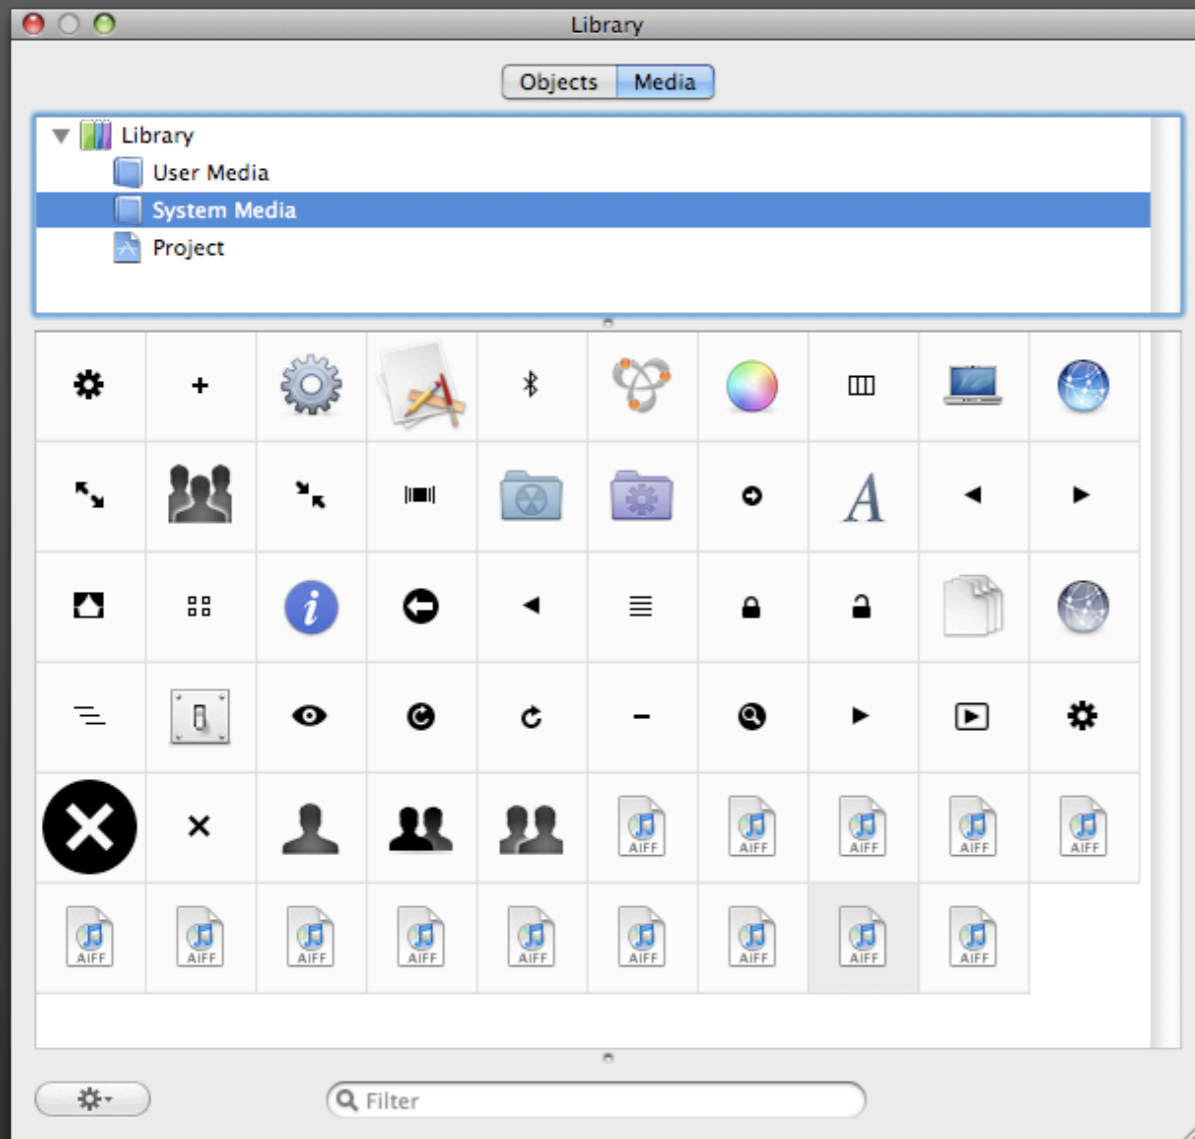 Library
Objects Media
Library
User Media
System Media
Project
A
i
AIFF AIFF AIFF AIFF AIFF
AIFF AIFF AIFF AIFF AIFF AIFF AIFF AIFF AIFF
Filter